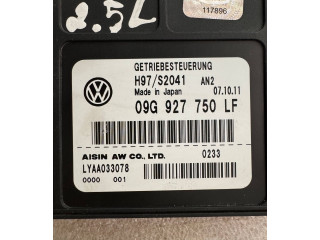 2.5L
117896
GETRIEBESTEUERUNG
H97/S2041 AN2
Made in Japan 07.10.11
09G 927 750 LF
AISIN AW CO., LTD. 0233
LYAA033078
0000 001